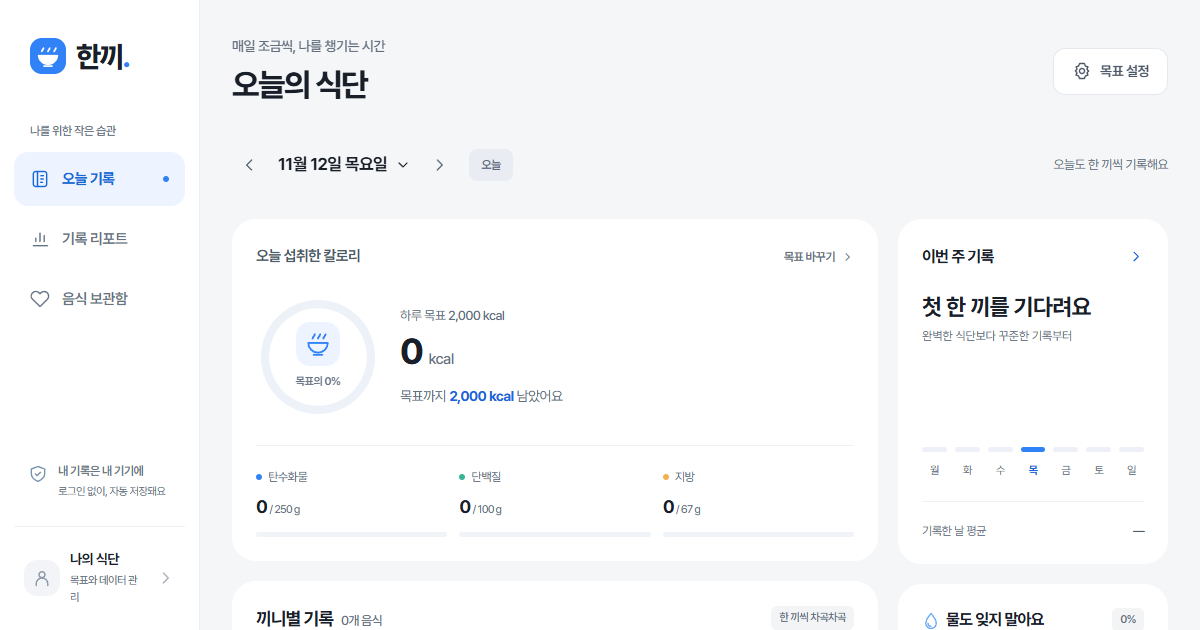 한끼.
나를 위한 작은 습관
오늘 기록
기록 리포트
음식 보관함
내 기록은 내 기기에
로그인 없이, 자동 저장돼요
나의 식단
목표와 데이터 관
리
매일 조금씩, 나를 챙기는 시간
오늘의 식단
목표 설정
11월 12일 목요일
오늘
오늘도 한 끼씩 기록해요
오늘 섭취한 칼로리
목표 바꾸기
목표의 0%
하루 목표 2,000 kcal
0 kcal
목표까지 2,000 kcal 남았어요
탄수화물
0 / 250 g
단백질
0 / 100 g
지방
0 / 67 g
이번 주 기록
첫 한 끼를 기다려요
완벽한 식단보다 꾸준한 기록부터
월 화 수 목 금 토 일
기록한 날 평균 —
끼니별 기록 0개 음식
한 끼씩 차곡차곡
물도 잊지 말아요
0%